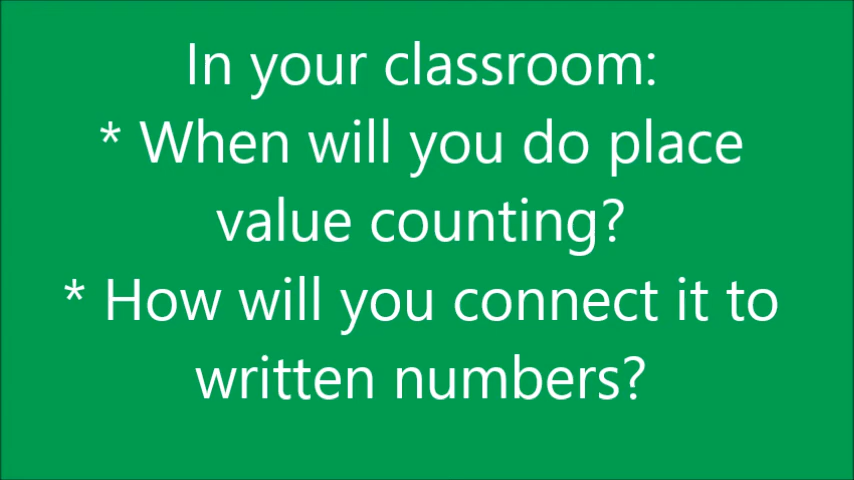 In your classroom:
* When will you do place
value counting?
* How will you connect it to
written numbers?